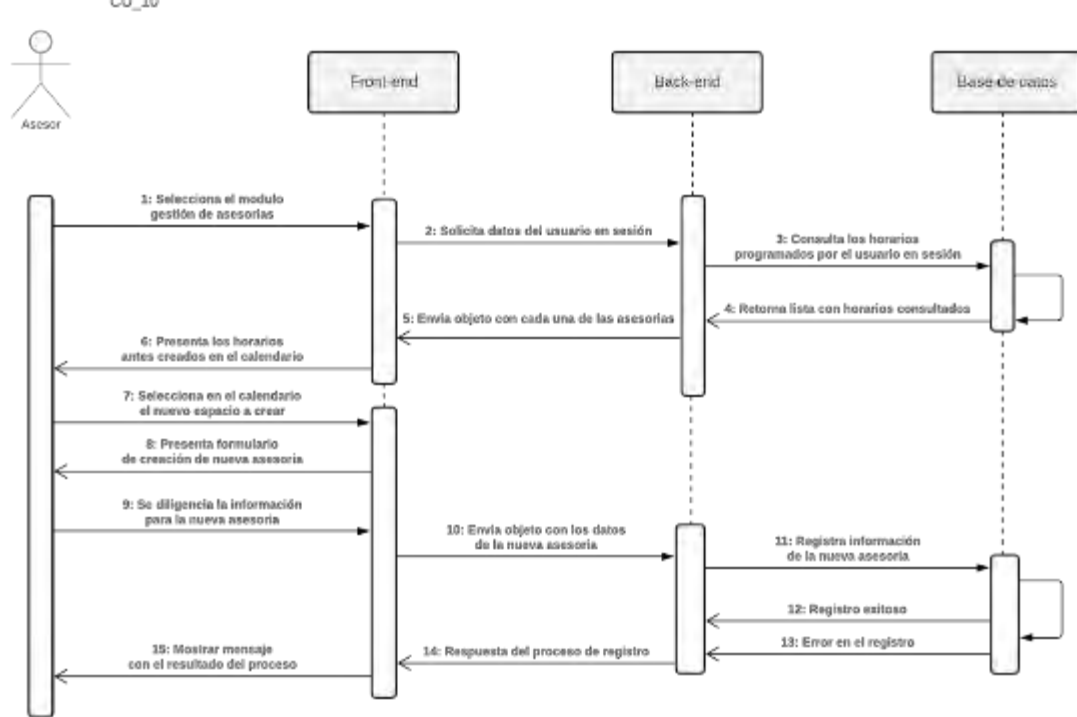 CU_10
Asesor
Front-end
Back-end
Base de datos
1: Selecciona el modulo
gestión de asesorias
2: Solicita datos del usuario en sesión
3: Consulta los horarios
programados por el usuario en sesión
4: Retorna lista con horarios consultados
5: Envia objeto con cada una de las asesorias
6: Presenta los horarios
antes creados en el calendario
7: Selecciona en el calendario
el nuevo espacio a crear
8: Presenta formulario
de creación de nueva asesoria
9: Se diligencia la información
para la nueva asesoria
10: Envia objeto con los datos
de la nueva asesoria
11: Registra información
de la nueva asesoria
12: Registro exitoso
13: Error en el registro
14: Respuesta del proceso de registro
15: Mostrar mensaje
con el resultado del proceso